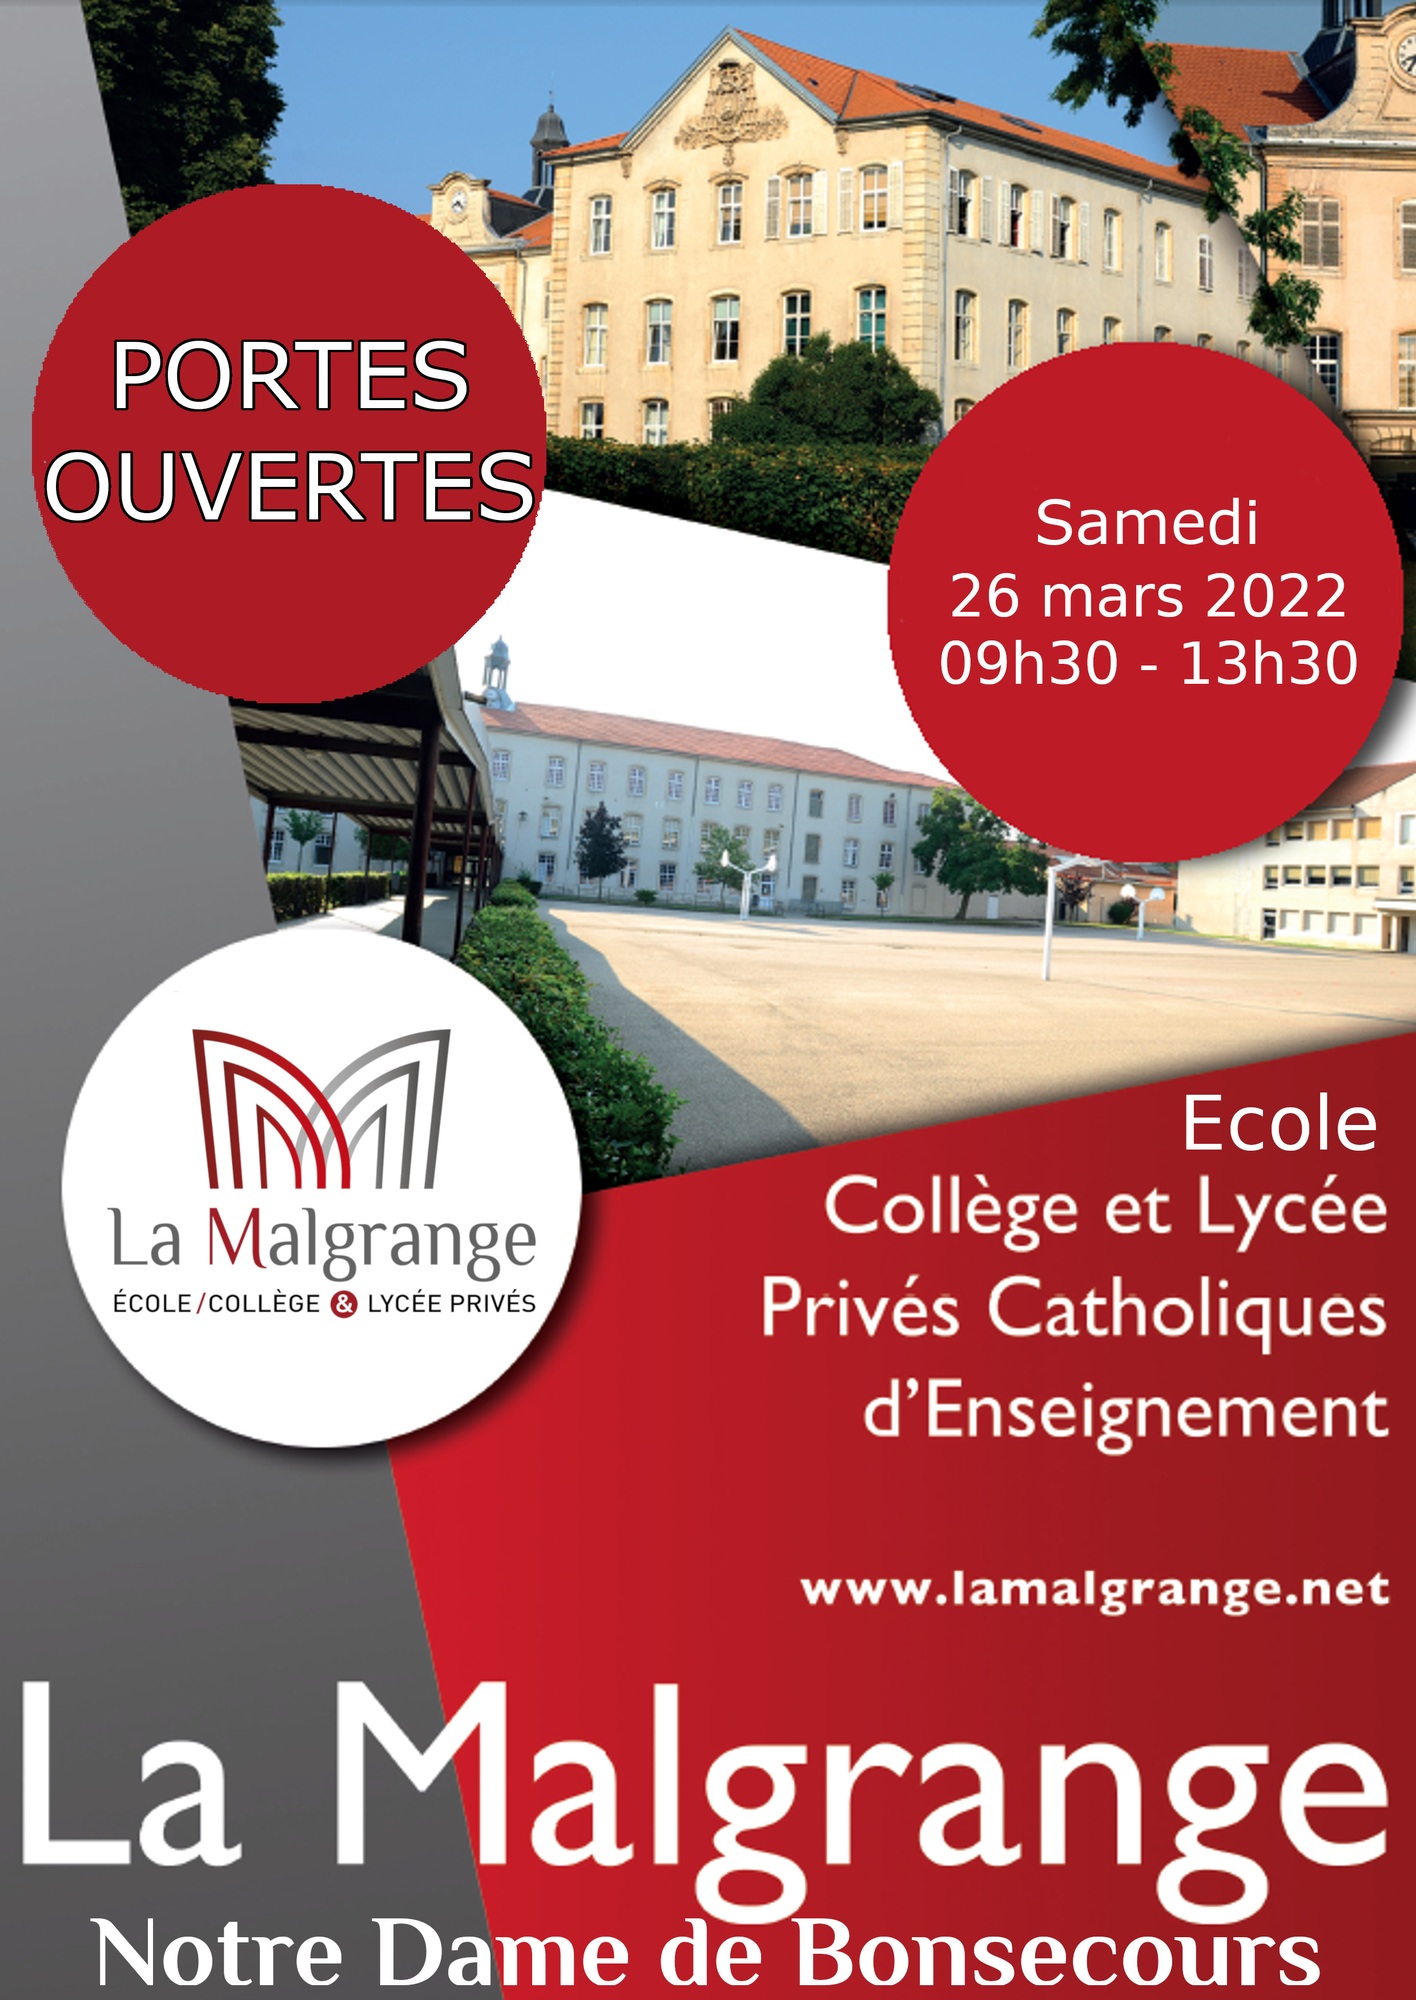 PORTES
OUVERTES
Samedi
26 mars 2022
09h30 - 13h30
La Malgrange
ÉCOLE/COLLÈGE & LYCÉE PRIVÉS
Ecole
Collège et Lycée
Privés Catholiques
d'Enseignement
www.lamalgrange.net
La Malgrange
Notre Dame de Bonsecours